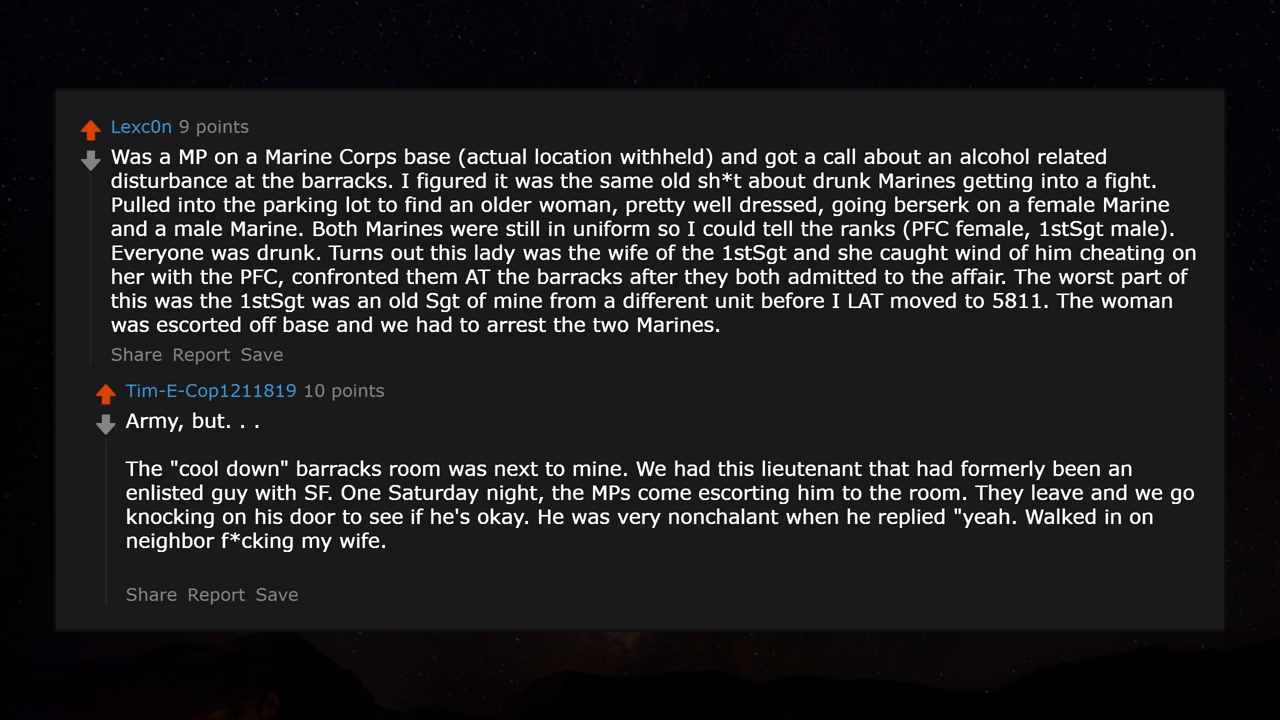 Lexc0n 9 points
Was a MP on a Marine Corps base (actual location withheld) and got a call about an alcohol related
disturbance at the barracks. I figured it was the same old sh*t about drunk Marines getting into a fight.
Pulled into the parking lot to find an older woman, pretty well dressed, going berserk on a female Marine
and a male Marine. Both Marines were still in uniform so I could tell the ranks (PFC female, 1stSgt male).
Everyone was drunk. Turns out this lady was the wife of the 1stSgt and she caught wind of him cheating on
her with the PFC, confronted them AT the barracks after they both admitted to the affair. The worst part of
this was the 1stSgt was an old Sgt of mine from a different unit before I LAT moved to 5811. The woman
was escorted off base and we had to arrest the two Marines.
Share Report Save
Tim-E-Cop1211819 10 points
Army, but. . .
The "cool down" barracks room was next to mine. We had this lieutenant that had formerly been an
enlisted guy with SF. One Saturday night, the MPs come escorting him to the room. They leave and we go
knocking on his door to see if he's okay. He was very nonchalant when he replied "yeah. Walked in on
neighbor f*cking my wife.
Share Report Save